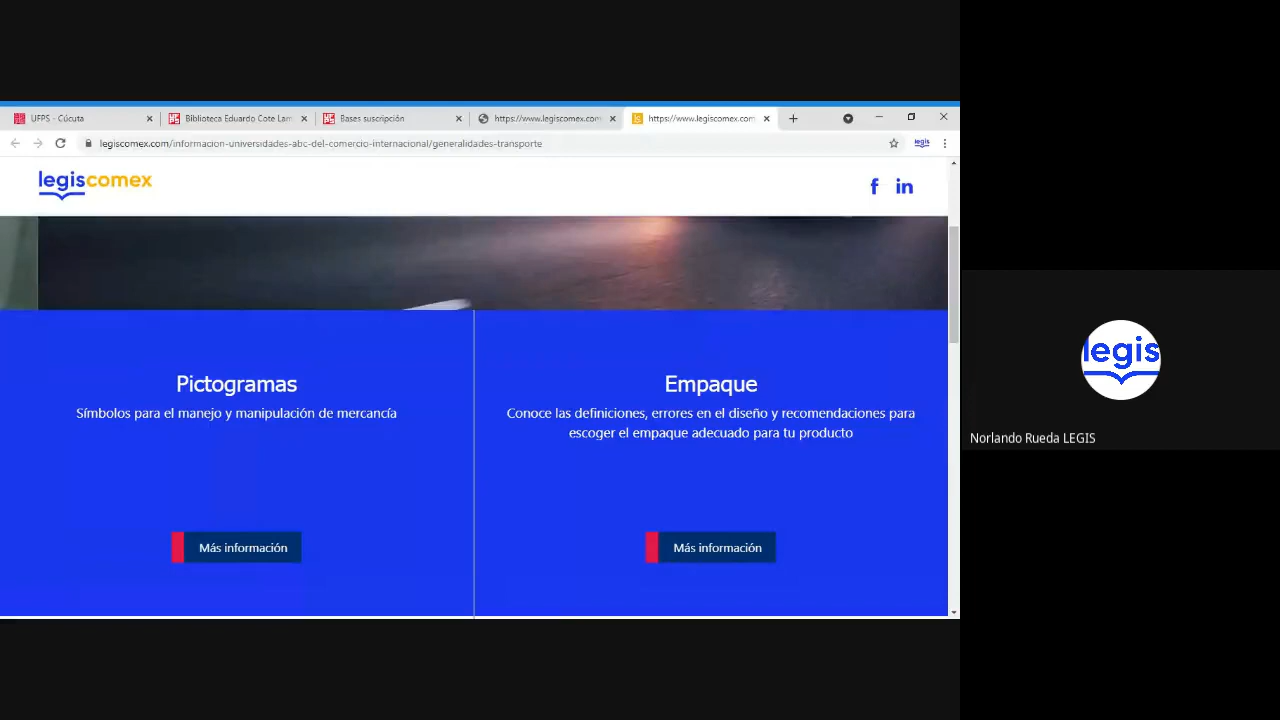 UFPS - Cúcuta
Biblioteca Eduardo Cote Lam
Bases suscripción
https://www.legiscomex.com
https://www.legiscomex.com
legiscomex.com/informacion-universidades-abc-del-comercio-internacional/generalidades-transporte
legis
legiscomex
f in
Pictogramas
Símbolos para el manejo y manipulación de mercancía
Más información
Empaque
Conoce las definiciones, errores en el diseño y recomendaciones para
escoger el empaque adecuado para tu producto
Más información
legis
Norlando Rueda LEGIS